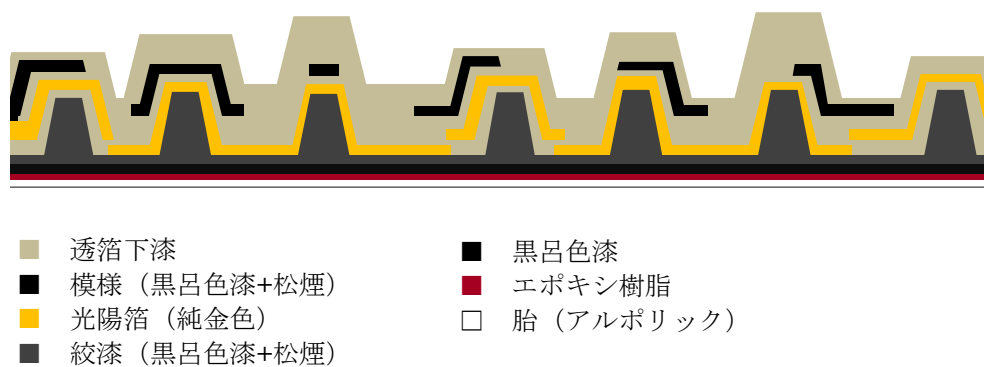 透箔下漆
模様（黒呂色漆+松煙）
光陽箔（純金色）
絞漆（黒呂色漆+松煙）
黒呂色漆
エポキシ樹脂
胎（アルポリック）